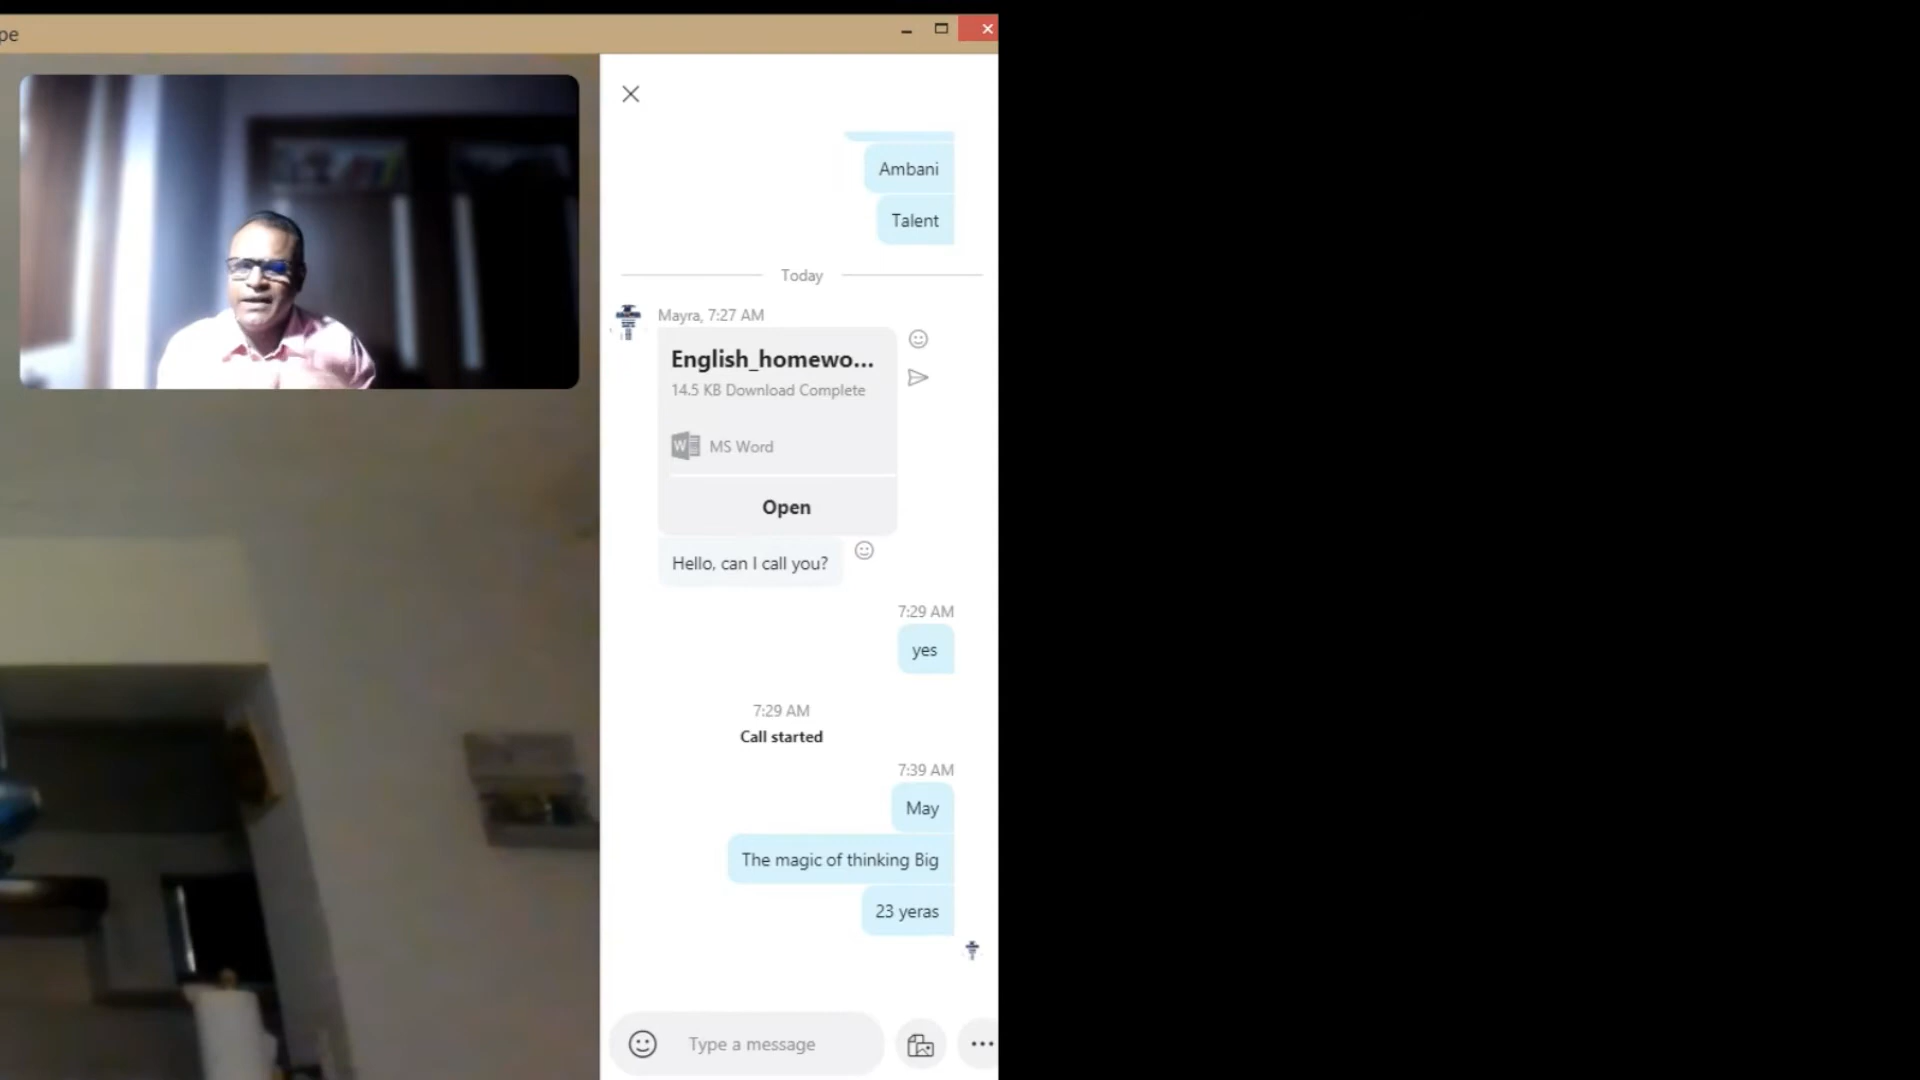 pe
Ambani
Talent
Today
Mayra, 7:27 AM
English_homewo...
14.5 KB Download Complete
MS Word
Open
Hello, can I call you?
7:29 AM
yes
7:29 AM
Call started
7:39 AM
May
The magic of thinking Big
23 yeras
Type a message